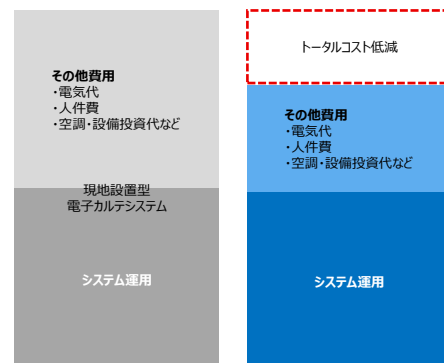 その他費用
・電気代
・人件費
・空調・設備投資代など
現地設置型
電子カルテシステム
システム運用
トータルコスト低減
その他費用
・電気代
・人件費
・空調・設備投資代など
システム運用